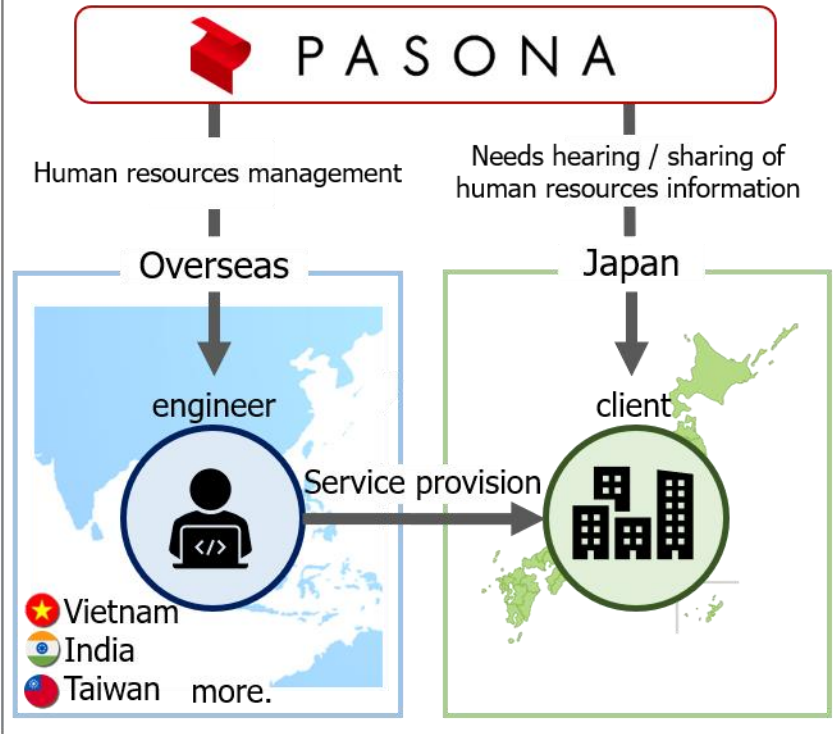 PASONA
Human resources management
Needs hearing / sharing of
human resources information
Overseas
Japan
engineer
client
Service provision
</>
Vietnam
India
Taiwan more.